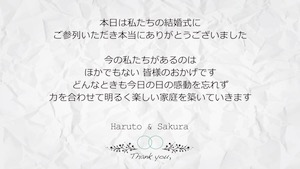 本日は私たちの結婚式に
ご参列いただき本当にありがとうございました
今の私たちがあるのは
ほかでもない 皆様のおかげです
どんなときも今日の日の感動を忘れず
力を合わせて明るく楽しい家庭を築いていきます
Haruto & Sakura
Thank you,